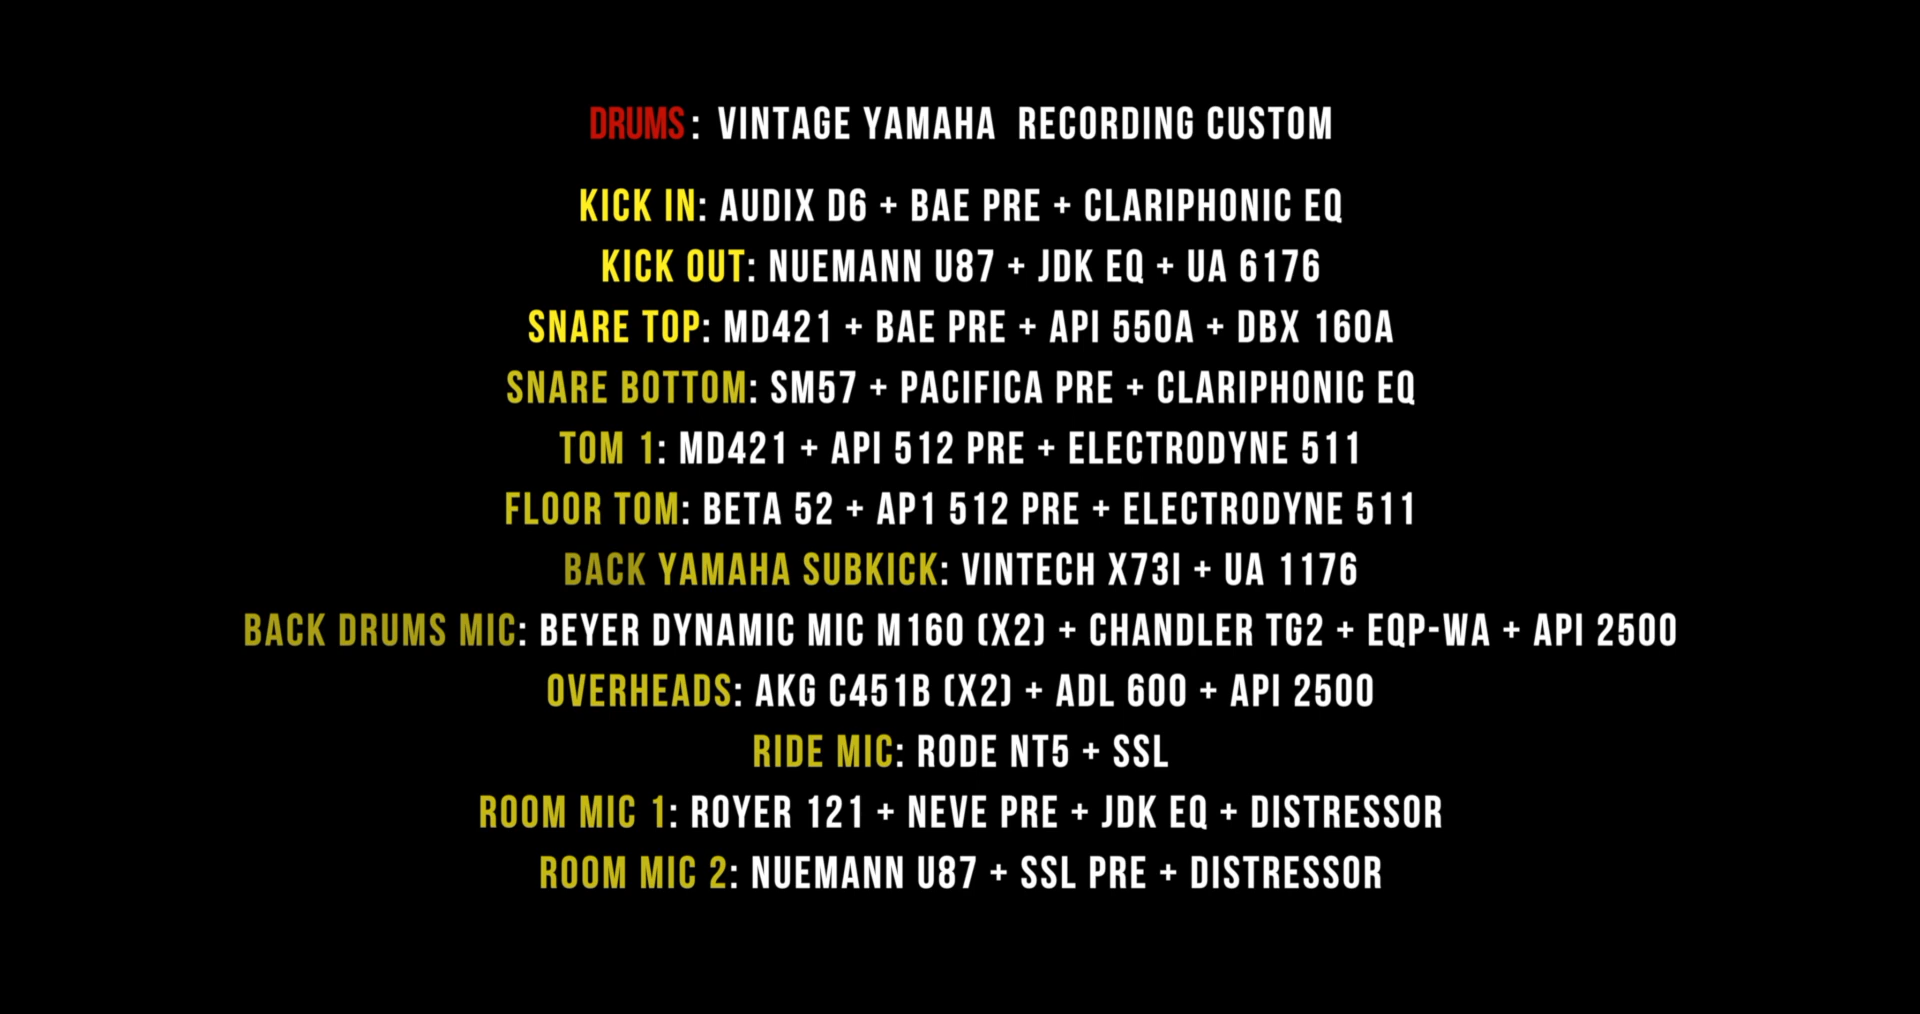 DRUMS: VINTAGE YAMAHA RECORDING CUSTOM
KICK IN: AUDIX D6 + BAE PRE + CLARIPHONIC EQ
KICK OUT: NUEMANN U87 + JDK EQ + UA 6176
SNARE TOP: MD421 + BAE PRE + API 550A + DBX 160A
SNARE BOTTOM: SM57 + PACIFICA PRE + CLARIPHONIC EQ
TOM 1: MD421 + API 512 PRE + ELECTRODYNE 511
FLOOR TOM: BETA 52 + AP1 512 PRE + ELECTRODYNE 511
BACK YAMAHA SUBKICK: VINTECH X73I + UA 1176
BACK DRUMS MIC: BEYER DYNAMIC MIC M160 (X2) + CHANDLER TG2 + EQP-WA + API 2500
OVERHEADS: AKG C451B (X2) + ADL 600 + API 2500
RIDE MIC: RODE NT5 + SSL
ROOM MIC 1: ROYER 121 + NEVE PRE + JDK EQ + DISTRESSOR
ROOM MIC 2: NUEMANN U87 + SSL PRE + DISTRESSOR